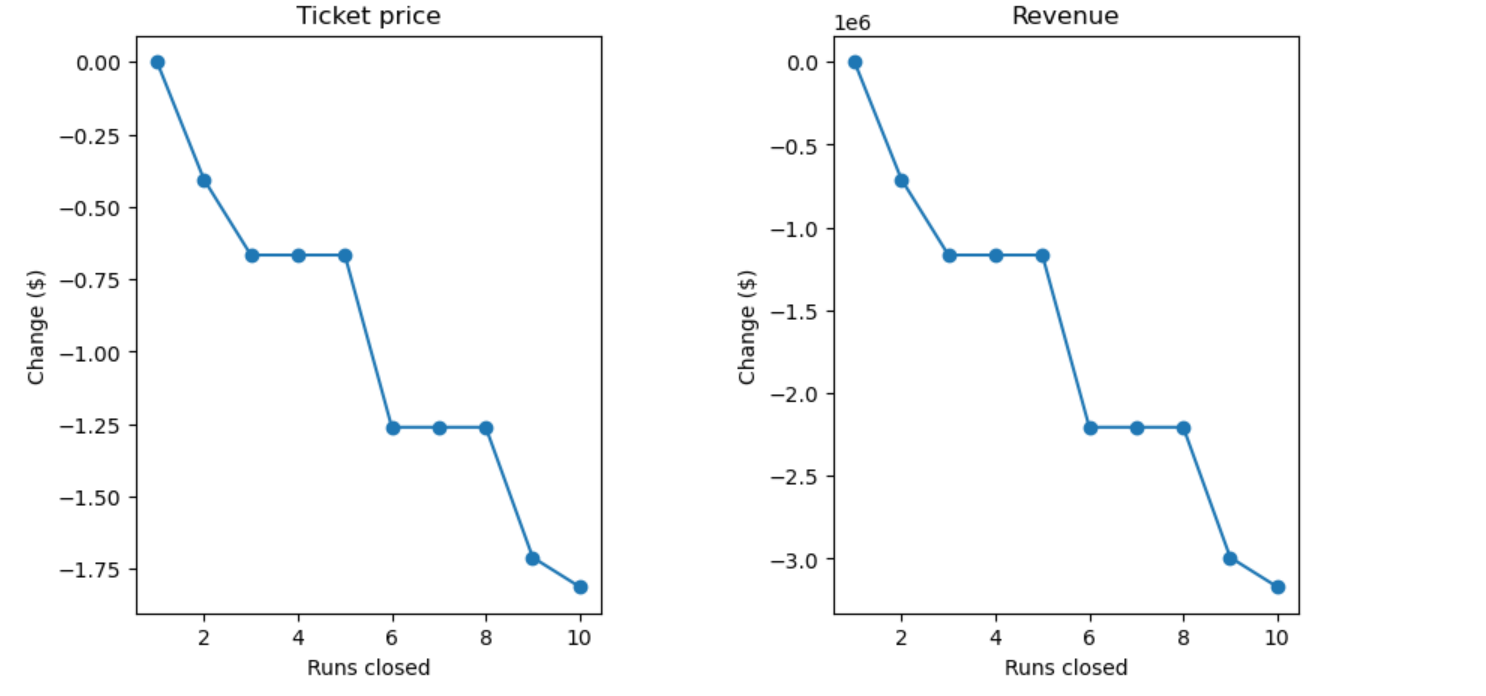 Ticket price
0.00
−0.25
−0.50
−0.75
−1.00
−1.25
−1.50
−1.75
Change ($)
2 4 6 8 10
Runs closed
Revenue
1e6
0.0
−0.5
−1.0
−1.5
−2.0
−2.5
−3.0
Change ($)
2 4 6 8 10
Runs closed